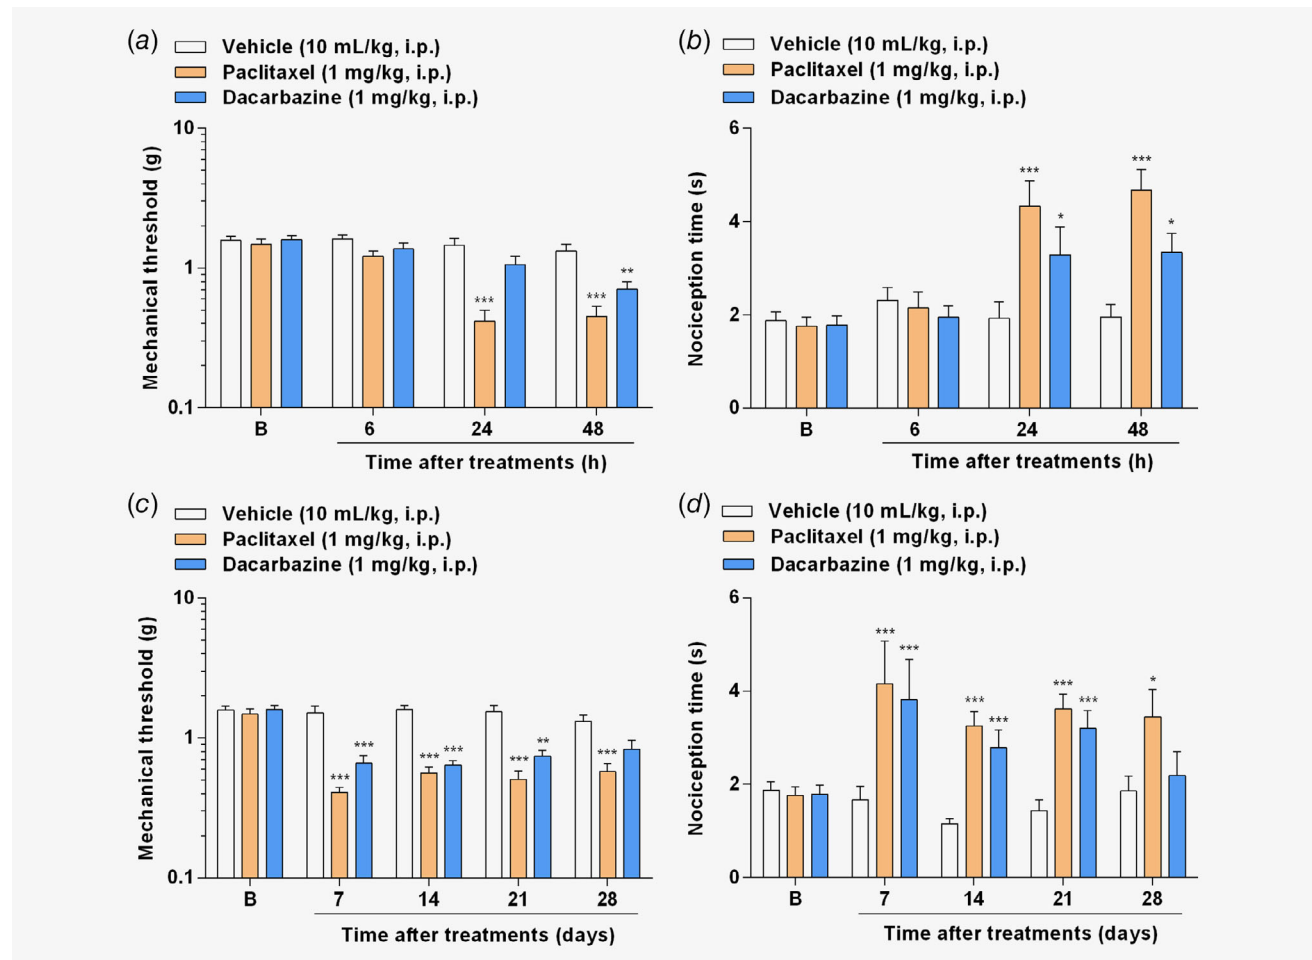 (a)
Vehicle (10 mL/kg, i.p.)
Paclitaxel (1 mg/kg, i.p.)
Dacarbazine (1 mg/kg, i.p.)
Mechanical threshold (g)
10
1
0.1
***
***
**
B 6 24 48
Time after treatments (h)
(b)
Vehicle (10 mL/kg, i.p.)
Paclitaxel (1 mg/kg, i.p.)
Dacarbazine (1 mg/kg, i.p.)
Nociception time (s)
6
4
2
0
***
*
***
*
B 6 24 48
Time after treatments (h)
(c)
Vehicle (10 mL/kg, i.p.)
Paclitaxel (1 mg/kg, i.p.)
Dacarbazine (1 mg/kg, i.p.)
Mechanical threshold (g)
10
1
0.1
***
***
***
***
***
**
***
B 7 14 21 28
Time after treatments (days)
(d)
Vehicle (10 mL/kg, i.p.)
Paclitaxel (1 mg/kg, i.p.)
Dacarbazine (1 mg/kg, i.p.)
Nociception time (s)
6
4
2
0
***
***
***
***
***
***
*
B 7 14 21 28
Time after treatments (days)